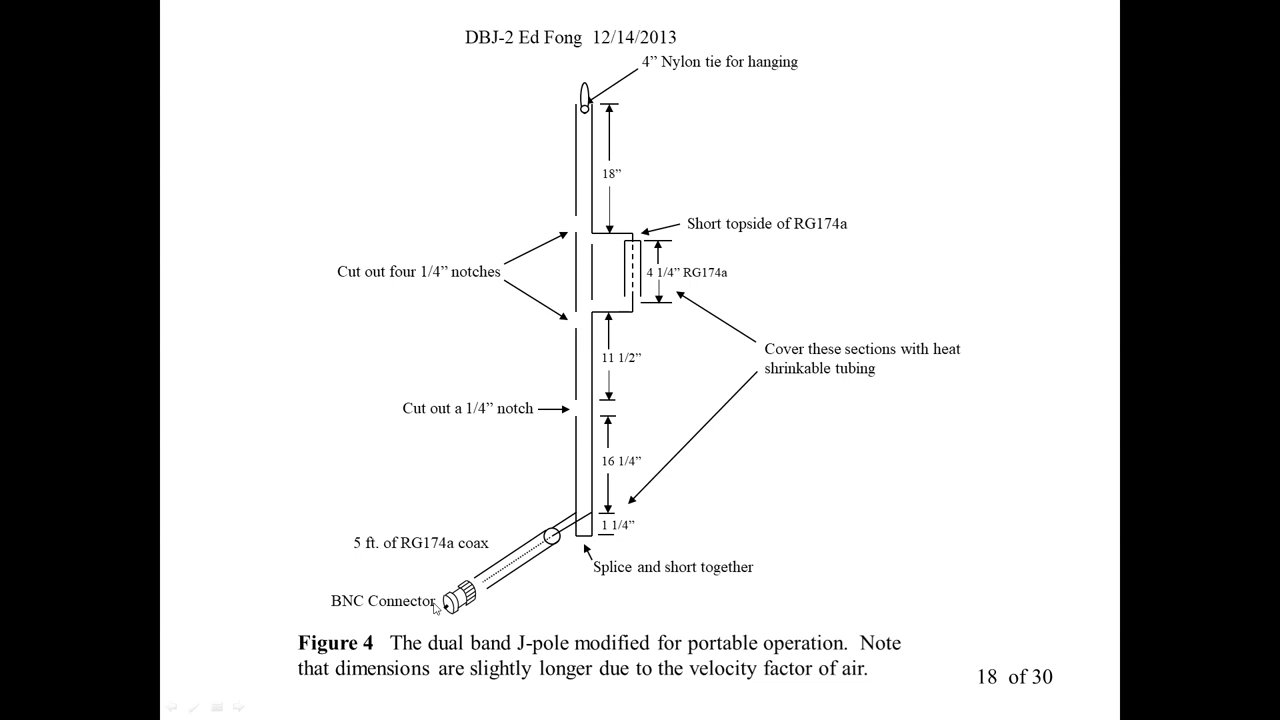 DBJ-2 Ed Fong 12/14/2013
4” Nylon tie for hanging
18”
Short topside of RG174a
Cut out four 1/4” notches
4 1/4” RG174a
Cover these sections with heat
shrinkable tubing
11 1/2”
Cut out a 1/4” notch
16 1/4”
1 1/4”
5 ft. of RG174a coax
Splice and short together
BNC Connector
Figure 4 The dual band J-pole modified for portable operation. Note
that dimensions are slightly longer due to the velocity factor of air.
18 of 30